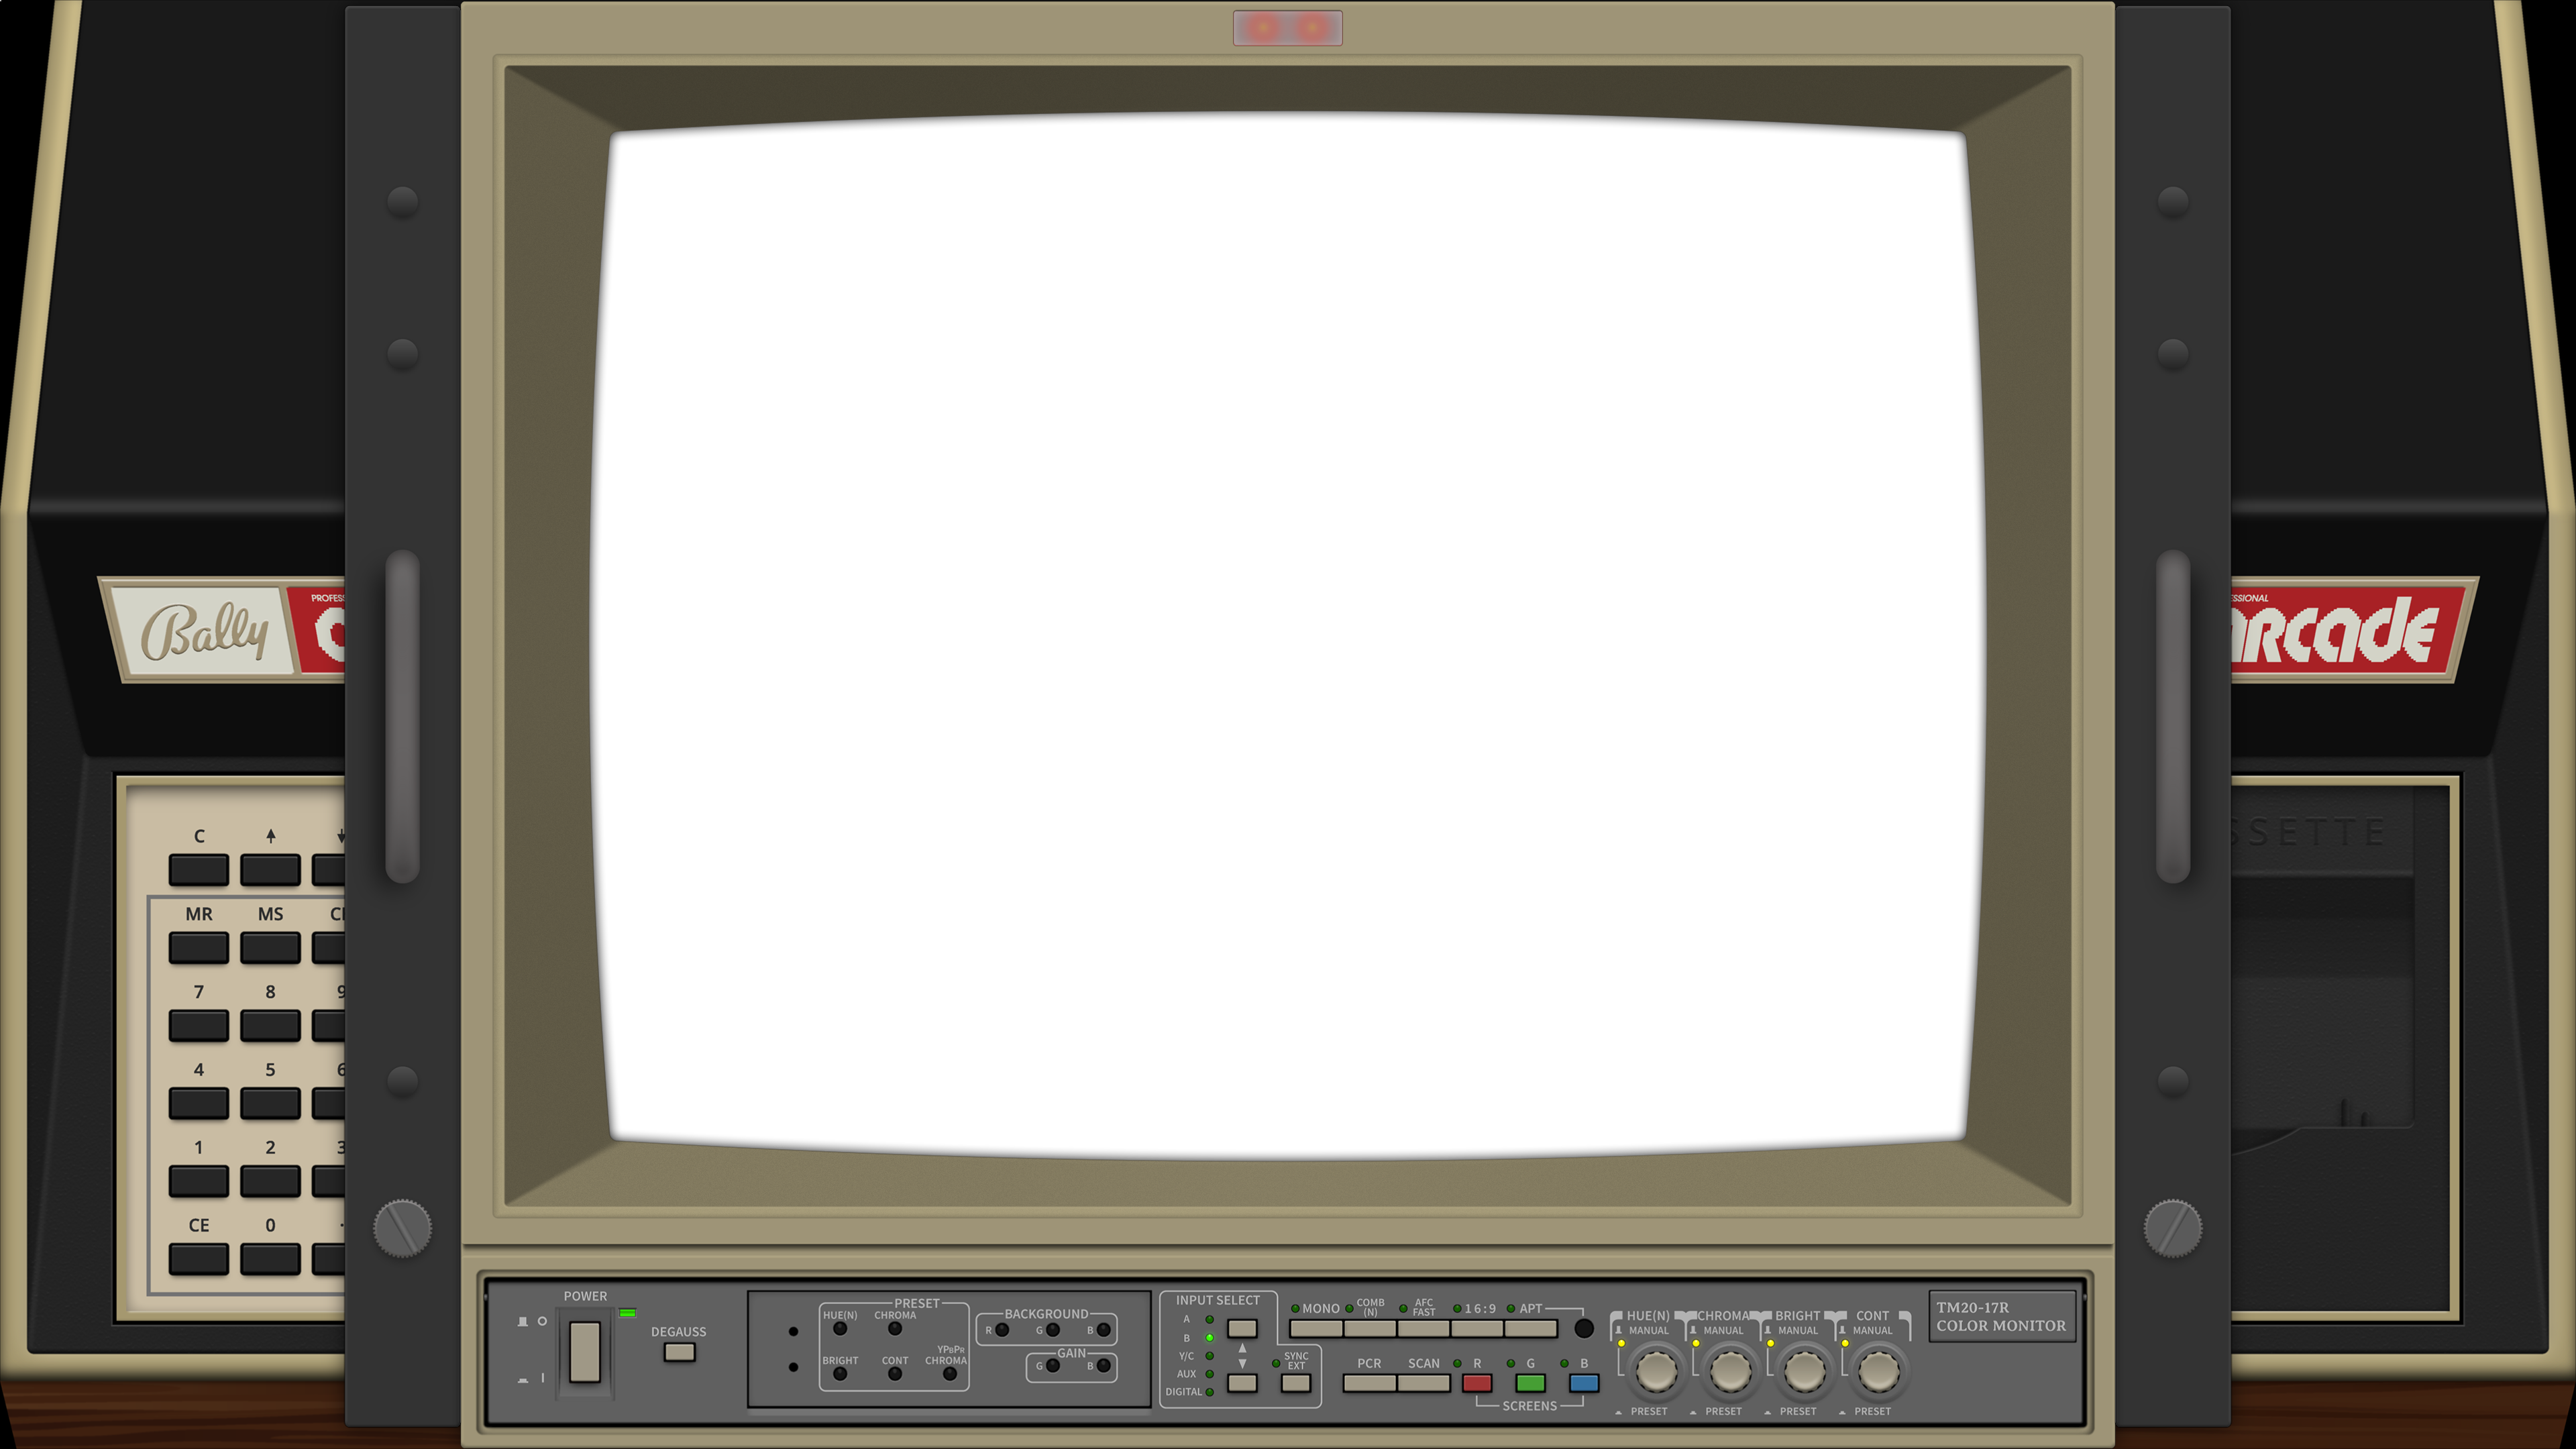 Bally
PROFESS
SSIONAL
ARCADE
C
SSETTE
MR MS C
7 8 9
4 5 6
1 2 3
CE 0 .
POWER
DEGAUSS
PRESET
HUE(N) CHROMA
BRIGHT CONT YPBPR CHROMA
BACKGROUND
R G B
GAIN
G B
INPUT SELECT
A
B
Y/C
AUX
DIGITAL
SYNC
EXT
MONO COMB (N) AFC FAST 16:9 APT
PCR SCAN R G B
SCREENS
HUE(N) CHROMA BRIGHT CONT
MANUAL MANUAL MANUAL MANUAL
PRESET PRESET PRESET PRESET
TM20-17R
COLOR MONITOR